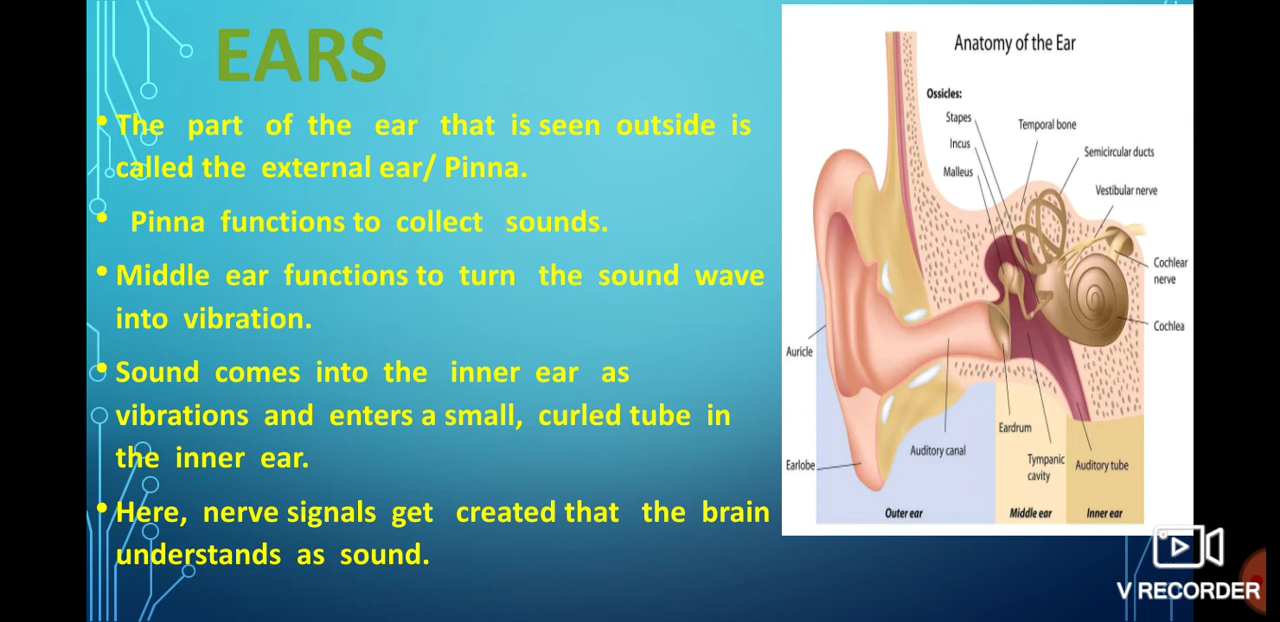 EARS
• The part of the ear that is seen outside is
called the external ear/ Pinna.
• Pinna functions to collect sounds.
• Middle ear functions to turn the sound wave
into vibration.
• Sound comes into the inner ear as
vibrations and enters a small, curled tube in
the inner ear.
• Here, nerve signals get created that the brain
understands as sound.
Anatomy of the Ear
Ossicles:
Stapes
Incus
Malleus
Temporal bone
Semicircular ducts
Vestibular nerve
Cochlear
nerve
Cochlea
Auricle
Earlobe
Auditory canal
Eardrum
Tympanic
cavity
Auditory tube
Outer ear
Middle ear
Inner ear
V RECORDER